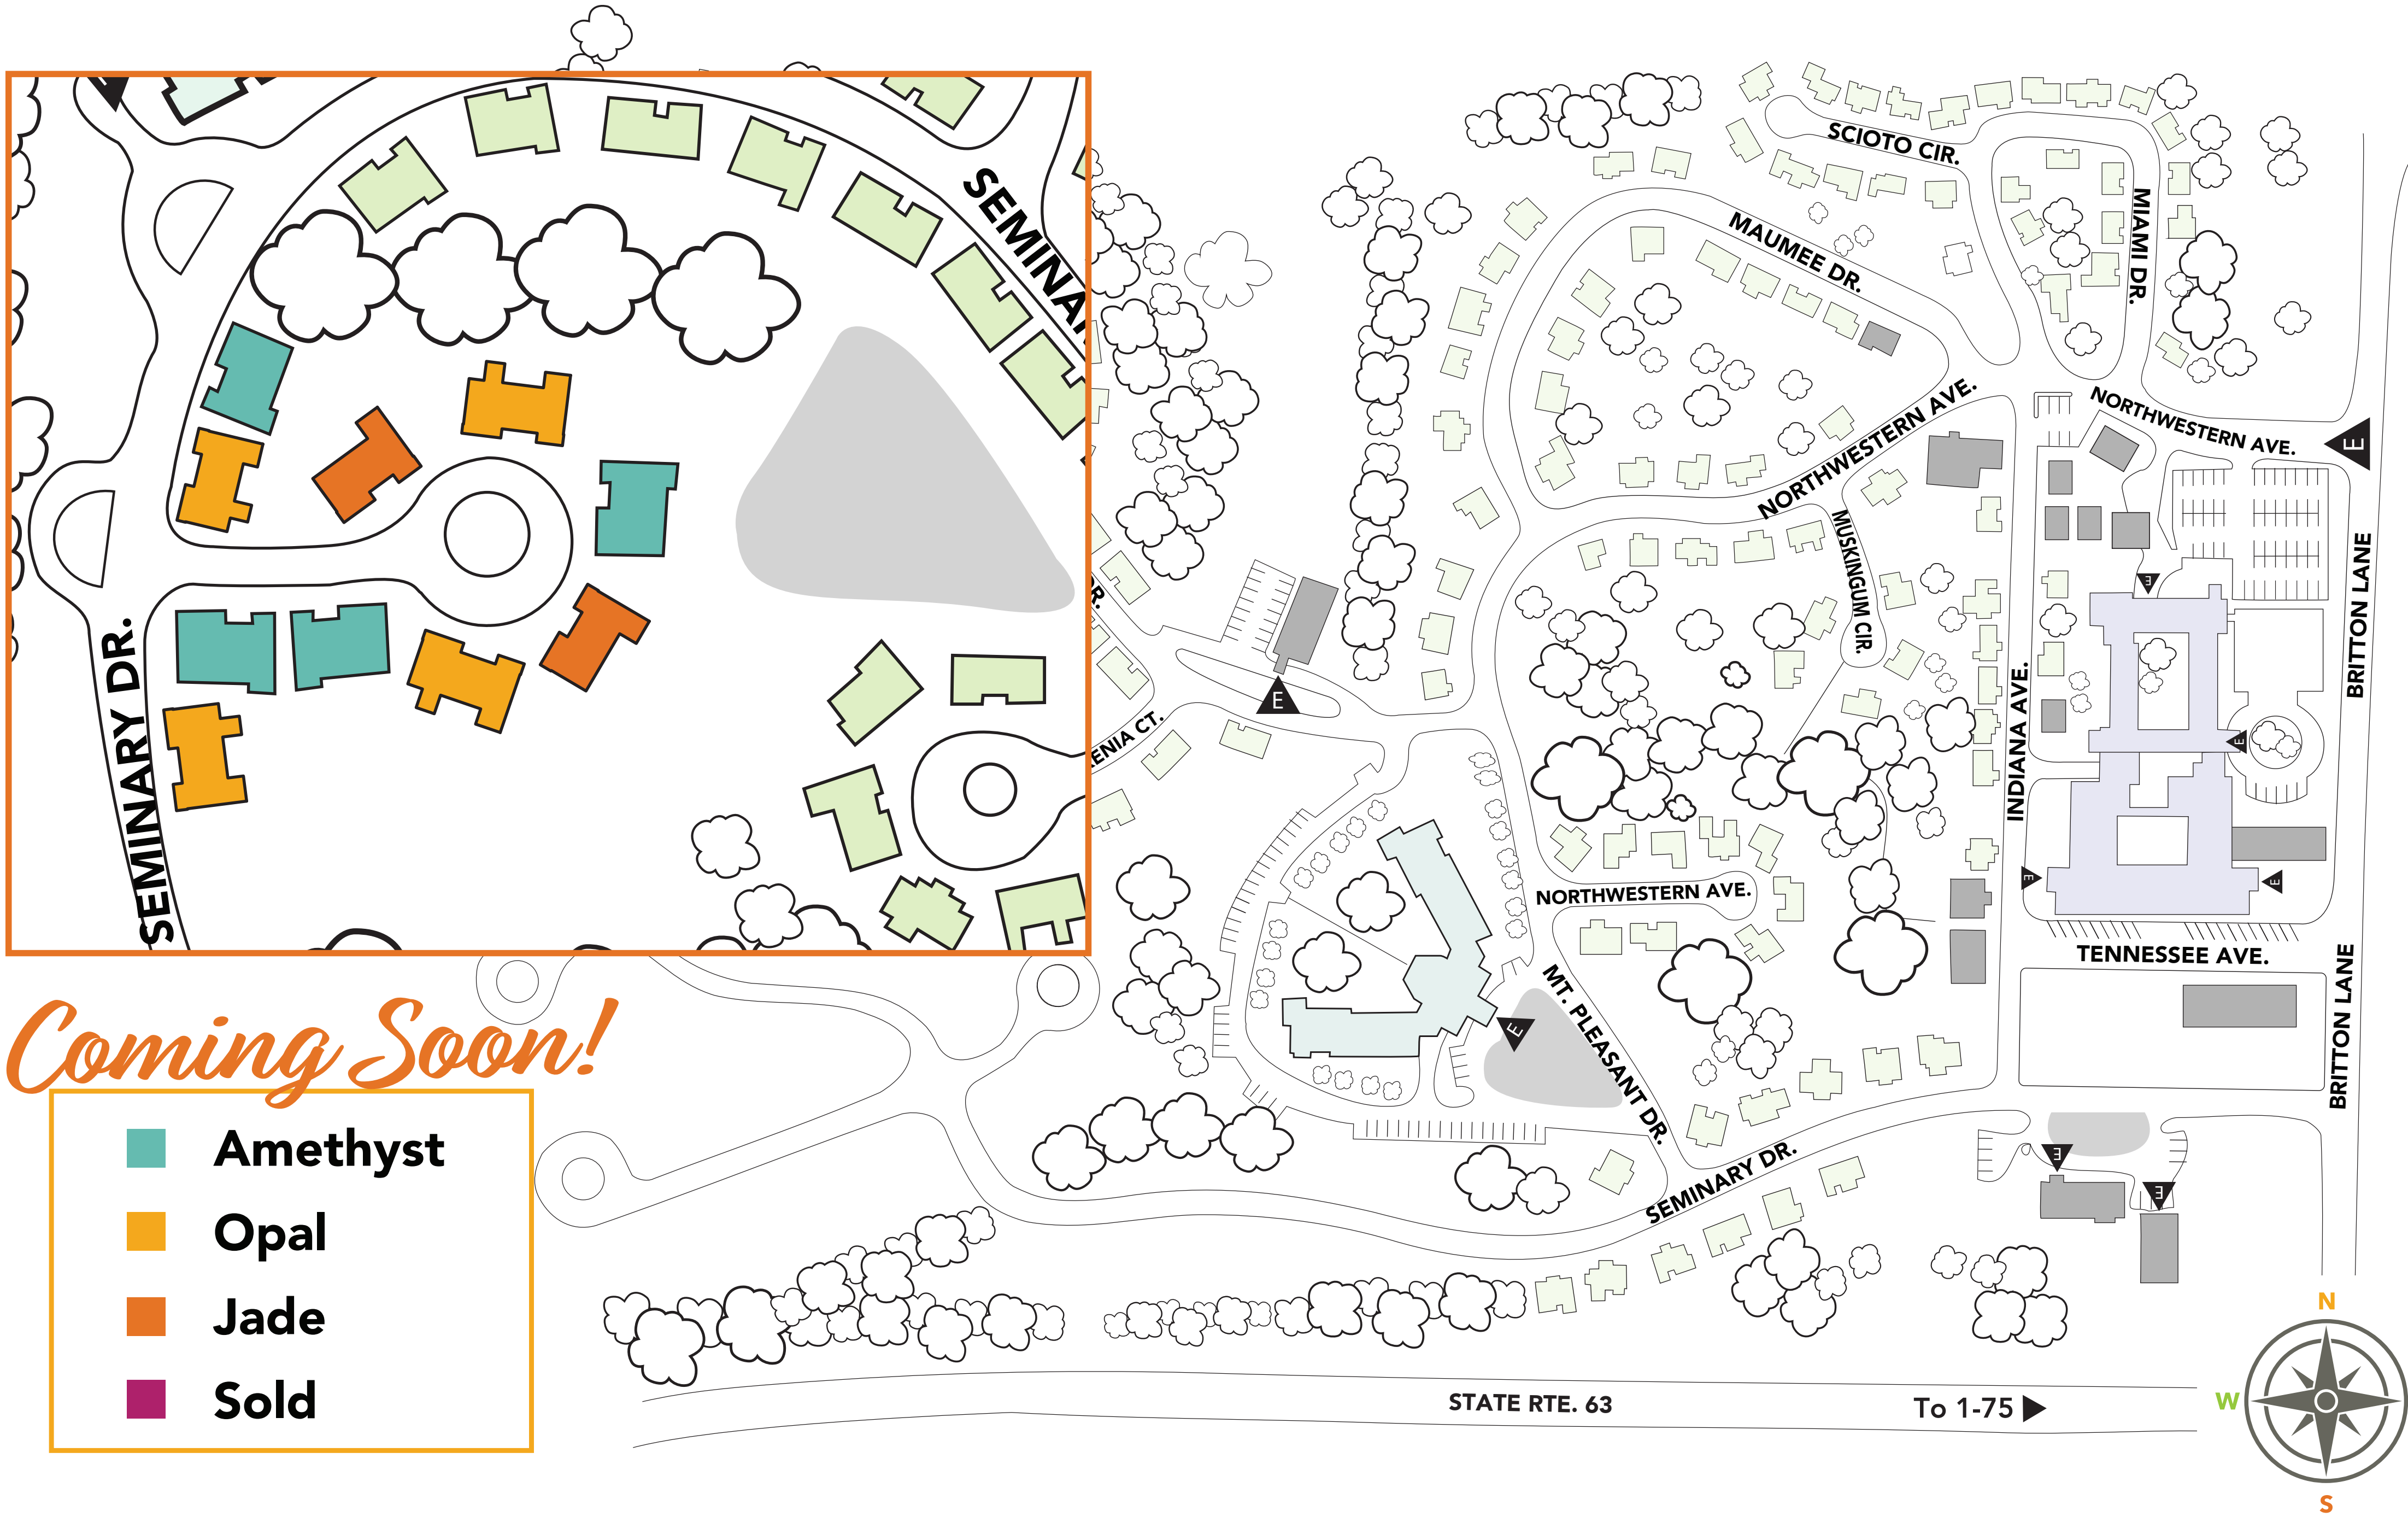 SCIOTO CIR.
MIAMI DR.
MAUMEE DR.
SEMINA
NORTHWESTERN AVE.
NORTHWESTERN AVE.
E
MUSKINGUM CIR.
BRITTON LANE
E
R.
SEMINARY DR.
E
ENIA CT.
INDIANA AVE.
E
E
E
NORTHWESTERN AVE.
TENNESSEE AVE.
MT. PLEASANT DR.
E
BRITTON LANE
SEMINARY DR.
E
E
Coming Soon!
Amethyst
Opal
Jade
Sold
STATE RTE. 63
To 1-75
N
W
S